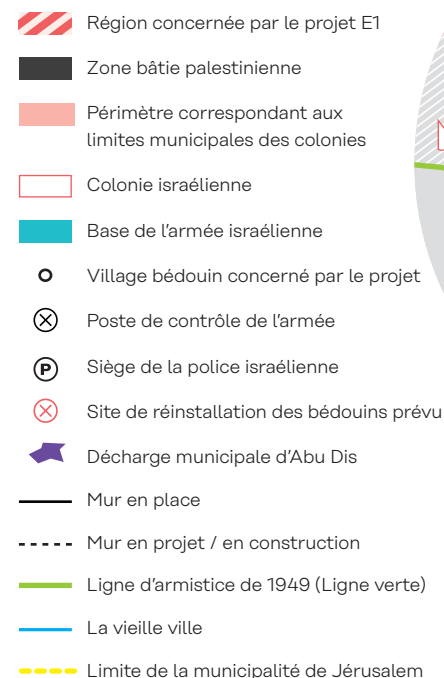 Région concernée par le projet E1
Zone bâtie palestinienne
Périmètre correspondant aux
limites municipales des colonies
Colonie israélienne
Base de l'armée israélienne
Village bédouin concerné par le projet
Poste de contrôle de l'armée
P Siège de la police israélienne
Site de réinstallation des bédouins prévu
Décharge municipale d'Abu Dis
Mur en place
Mur en projet / en construction
Ligne d'armistice de 1949 (Ligne verte)
La vieille ville
Limite de la municipalité de Jérusalem